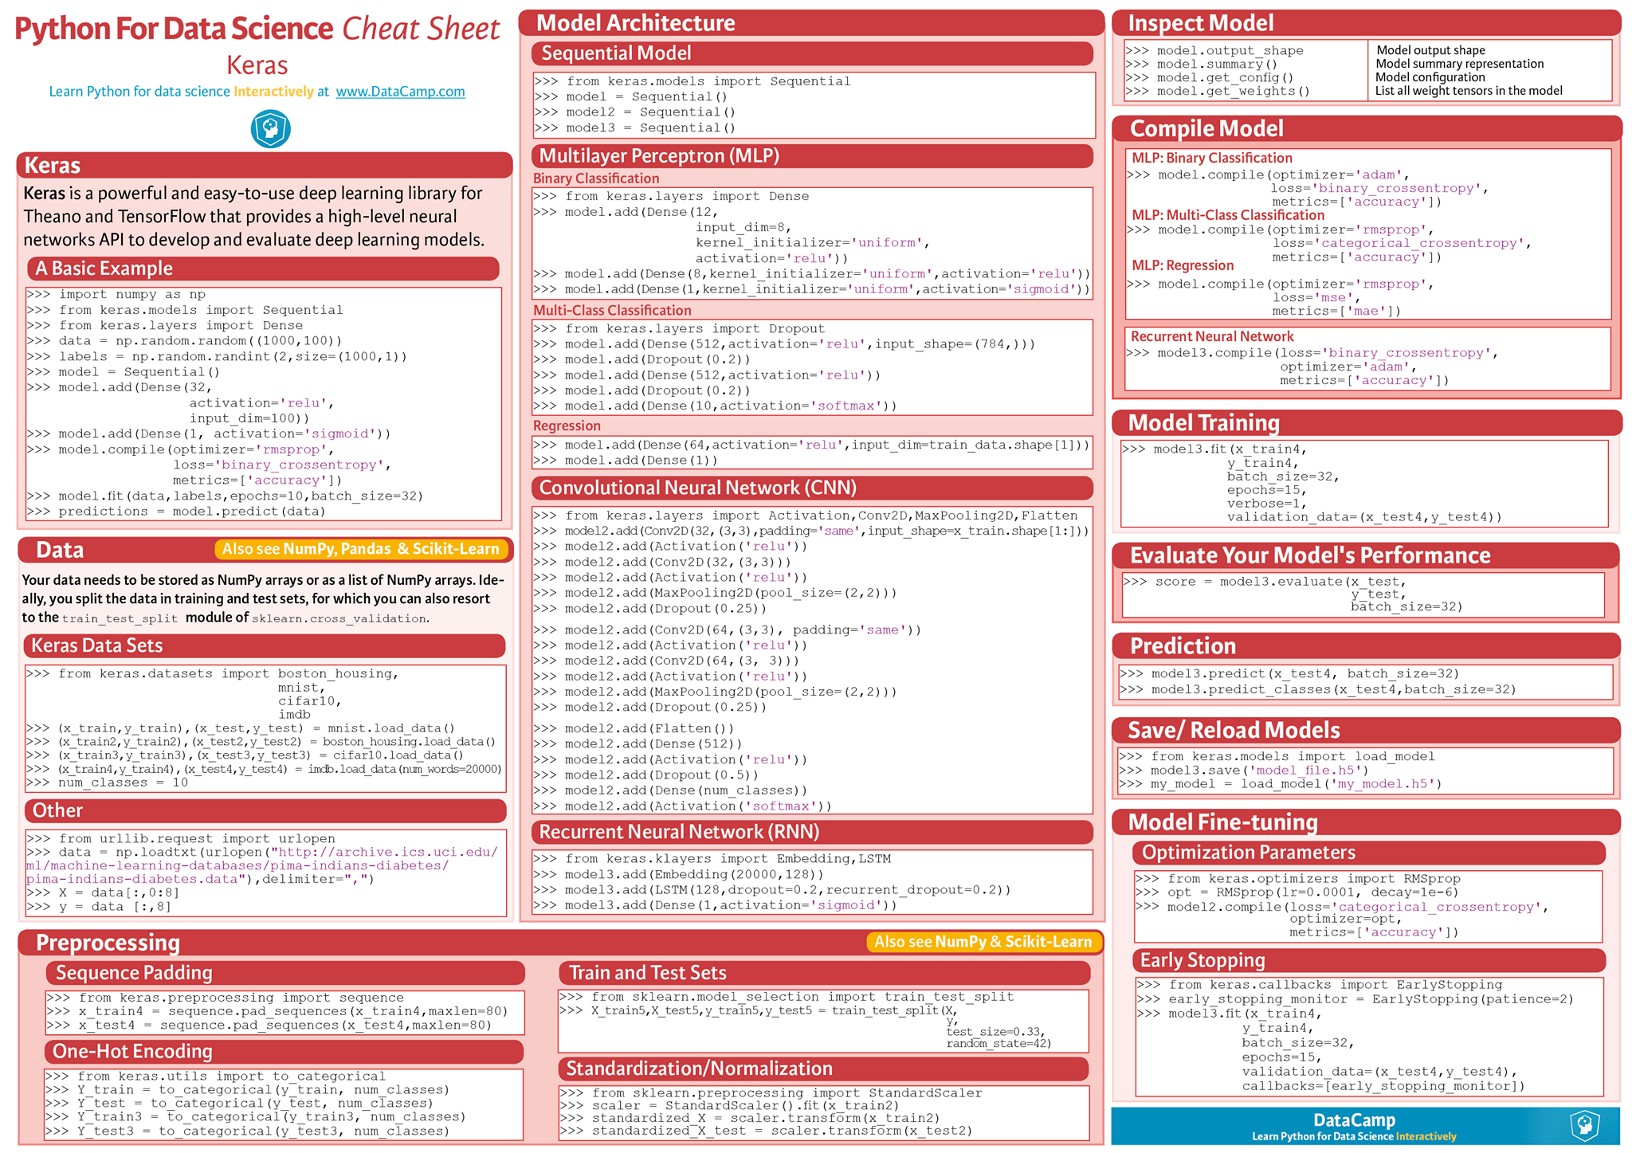 Python For Data Science Cheat Sheet
Keras
Learn Python for data science Interactively at www.DataCamp.com
Keras
Keras is a powerful and easy-to-use deep learning library for
Theano and TensorFlow that provides a high-level neural
networks API to develop and evaluate deep learning models.
A Basic Example
>>> import numpy as np
>>> from keras.models import Sequential
>>> from keras.layers import Dense
>>> data = np.random.random((1000,100))
>>> labels = np.random.randint(2,size=(1000,1))
>>> model = Sequential()
>>> model.add(Dense(32,
activation='relu',
input_dim=100))
>>> model.add(Dense(1, activation='sigmoid'))
>>> model.compile(optimizer='rmsprop',
loss='binary_crossentropy',
metrics=['accuracy'])
>>> model.fit(data,labels,epochs=10,batch_size=32)
>>> predictions = model.predict(data)
Data
Also see NumPy, Pandas & Scikit-Learn
Your data needs to be stored as NumPy arrays or as a list of NumPy arrays. Ide-
ally, you split the data in training and test sets, for which you can also resort
to the train_test_split module of sklearn.cross_validation.
Keras Data Sets
>>> from keras.datasets import boston_housing,
mnist,
cifar10,
imdb
>>> (x_train,y_train),(x_test,y_test) = mnist.load_data()
>>> (x_train2,y_train2),(x_test2,y_test2) = boston_housing.load_data()
>>> (x_train3,y_train3),(x_test3,y_test3) = cifar10.load_data()
>>> (x_train4,y_train4),(x_test4,y_test4) = imdb.load_data(num_words=20000)
>>> num_classes = 10
Other
>>> from urllib.request import urlopen
>>> data = np.loadtxt(urlopen("http://archive.ics.uci.edu/
ml/machine-learning-databases/pima-indians-diabetes/
pima-indians-diabetes.data"),delimiter=",")
>>> X = data[:,0:8]
>>> y = data [:,8]
Preprocessing
Also see NumPy & Scikit-Learn
Sequence Padding
>>> from keras.preprocessing import sequence
>>> x_train4 = sequence.pad_sequences(x_train4,maxlen=80)
>>> x_test4 = sequence.pad_sequences(x_test4,maxlen=80)
One-Hot Encoding
>>> from keras.utils import to_categorical
>>> Y_train = to_categorical(y_train, num_classes)
>>> Y_test = to_categorical(y_test, num_classes)
>>> Y_train3 = to_categorical(y_train3, num_classes)
>>> Y_test3 = to_categorical(y_test3, num_classes)
Train and Test Sets
>>> from sklearn.model_selection import train_test_split
>>> X_train5,X_test5,y_train5,y_test5 = train_test_split(X,
y,
test_size=0.33,
random_state=42)
Standardization/Normalization
>>> from sklearn.preprocessing import StandardScaler
>>> scaler = StandardScaler().fit(x_train2)
>>> standardized_X = scaler.transform(x_train2)
>>> standardized_X_test = scaler.transform(x_test2)
Model Architecture
Sequential Model
>>> from keras.models import Sequential
>>> model = Sequential()
>>> model2 = Sequential()
>>> model3 = Sequential()
Multilayer Perceptron (MLP)
Binary Classification
>>> from keras.layers import Dense
>>> model.add(Dense(12,
input_dim=8,
kernel_initializer='uniform',
activation='relu'))
>>> model.add(Dense(8,kernel_initializer='uniform',activation='relu'))
>>> model.add(Dense(1,kernel_initializer='uniform',activation='sigmoid'))
Multi-Class Classification
>>> from keras.layers import Dropout
>>> model.add(Dense(512,activation='relu',input_shape=(784,)))
>>> model.add(Dropout(0.2))
>>> model.add(Dense(512,activation='relu'))
>>> model.add(Dropout(0.2))
>>> model.add(Dense(10,activation='softmax'))
Regression
>>> model.add(Dense(64,activation='relu',input_dim=train_data.shape[1]))
>>> model.add(Dense(1))
Convolutional Neural Network (CNN)
>>> from keras.layers import Activation,Conv2D,MaxPooling2D,Flatten
>>> model2.add(Conv2D(32,(3,3),padding='same',input_shape=x_train.shape[1:]))
>>> model2.add(Activation('relu'))
>>> model2.add(Conv2D(32,(3,3)))
>>> model2.add(Activation('relu'))
>>> model2.add(MaxPooling2D(pool_size=(2,2)))
>>> model2.add(Dropout(0.25))
>>> model2.add(Conv2D(64,(3,3), padding='same'))
>>> model2.add(Activation('relu'))
>>> model2.add(Conv2D(64,(3, 3)))
>>> model2.add(Activation('relu'))
>>> model2.add(MaxPooling2D(pool_size=(2,2)))
>>> model2.add(Dropout(0.25))
>>> model2.add(Flatten())
>>> model2.add(Dense(512))
>>> model2.add(Activation('relu'))
>>> model2.add(Dropout(0.5))
>>> model2.add(Dense(num_classes))
>>> model2.add(Activation('softmax'))
Recurrent Neural Network (RNN)
>>> from keras.klayers import Embedding,LSTM
>>> model3.add(Embedding(20000,128))
>>> model3.add(LSTM(128,dropout=0.2,recurrent_dropout=0.2))
>>> model3.add(Dense(1,activation='sigmoid'))
Inspect Model
>>> model.output_shape Model output shape
>>> model.summary() Model summary representation
>>> model.get_config() Model configuration
>>> model.get_weights() List all weight tensors in the model
Compile Model
MLP: Binary Classification
>>> model.compile(optimizer='adam',
loss='binary_crossentropy',
metrics=['accuracy'])
MLP: Multi-Class Classification
>>> model.compile(optimizer='rmsprop',
loss='categorical_crossentropy',
metrics=['accuracy'])
MLP: Regression
>>> model.compile(optimizer='rmsprop',
loss='mse',
metrics=['mae'])
Recurrent Neural Network
>>> model3.compile(loss='binary_crossentropy',
optimizer='adam',
metrics=['accuracy'])
Model Training
>>> model3.fit(x_train4,
y_train4,
batch_size=32,
epochs=15,
verbose=1,
validation_data=(x_test4,y_test4))
Evaluate Your Model's Performance
>>> score = model3.evaluate(x_test,
y_test,
batch_size=32)
Prediction
>>> model3.predict(x_test4, batch_size=32)
>>> model3.predict_classes(x_test4,batch_size=32)
Save/ Reload Models
>>> from keras.models import load_model
>>> model3.save('model_file.h5')
>>> my_model = load_model('my_model.h5')
Model Fine-tuning
Optimization Parameters
>>> from keras.optimizers import RMSprop
>>> opt = RMSprop(lr=0.0001, decay=1e-6)
>>> model2.compile(loss='categorical_crossentropy',
optimizer=opt,
metrics=['accuracy'])
Early Stopping
>>> from keras.callbacks import EarlyStopping
>>> early_stopping_monitor = EarlyStopping(patience=2)
>>> model3.fit(x_train4,
y_train4,
batch_size=32,
epochs=15,
validation_data=(x_test4,y_test4),
callbacks=[early_stopping_monitor])
DataCamp
Learn Python for Data Science Interactively